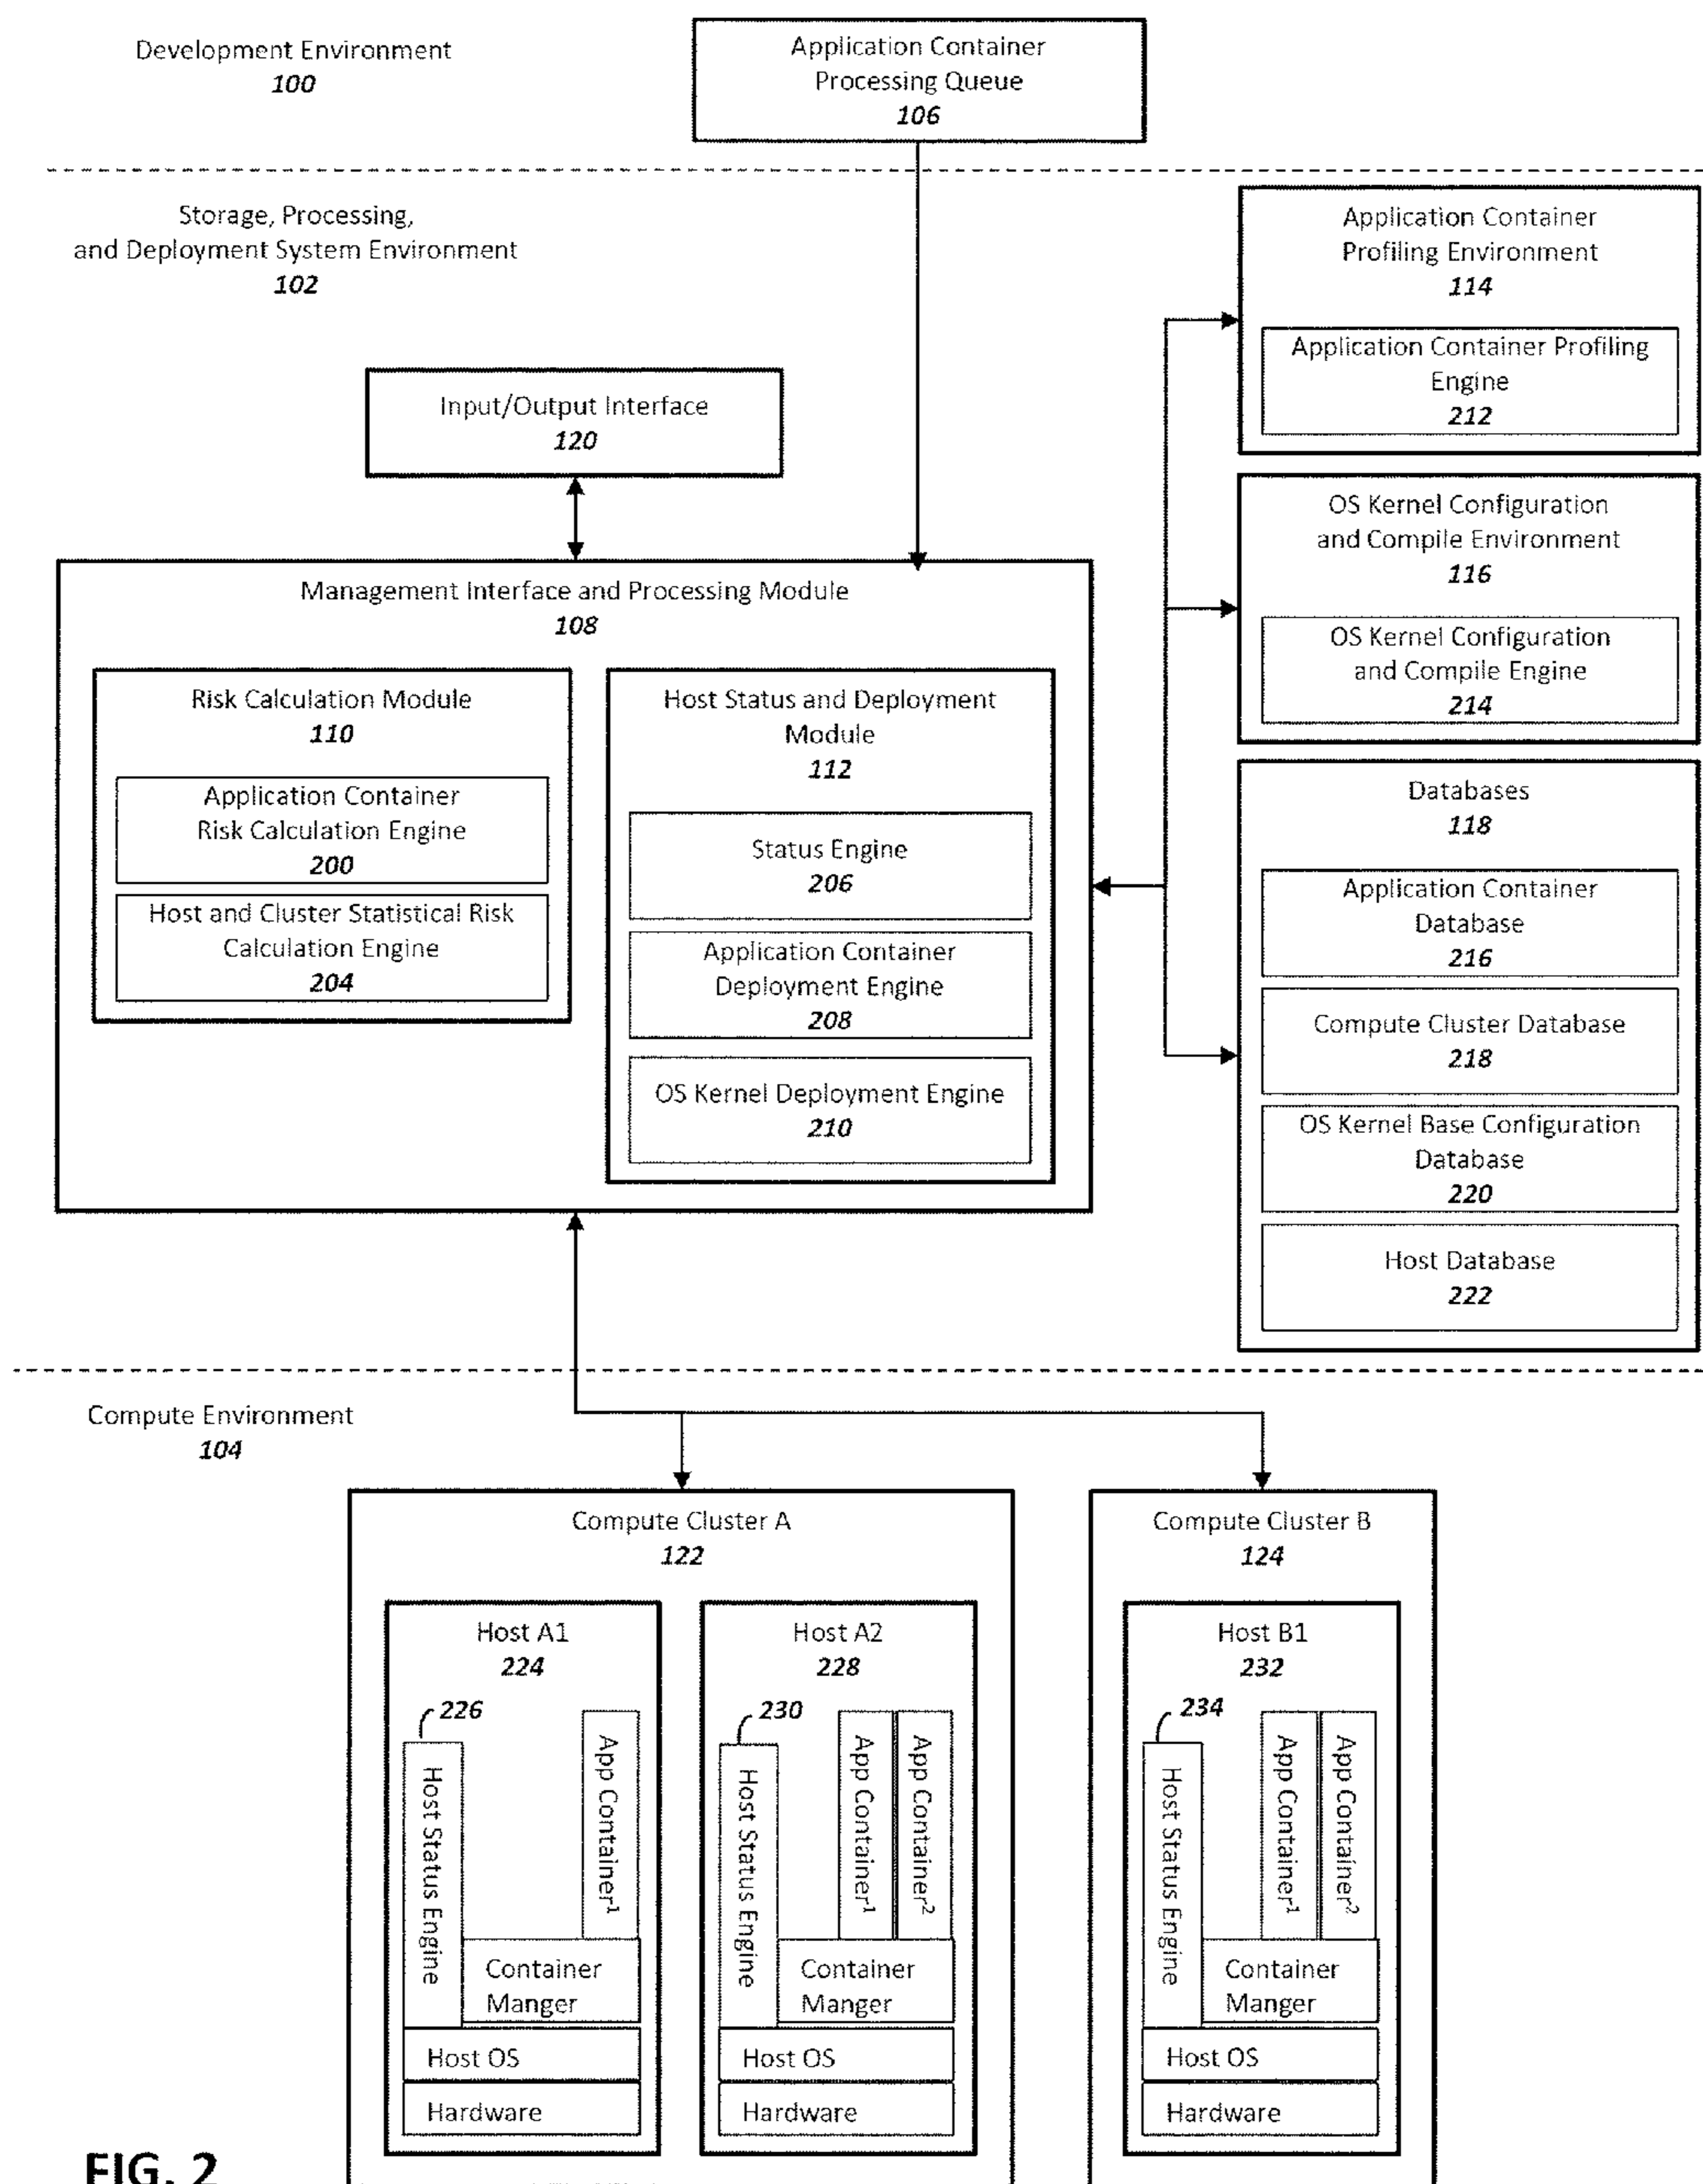 Development Environment
100
Application Container
Processing Queue
106
Storage, Processing,
and Deployment System Environment
102
Application Container
Profiling Environment
114
Application Container Profiling
Engine
212
Input/Output Interface
120
OS Kernel Configuration
and Compile Environment
116
OS Kernel Configuration
and Compile Engine
214
Management Interface and Processing Module
108
Risk Calculation Module
110
Application Container
Risk Calculation Engine
200
Host and Cluster Statistical Risk
Calculation Engine
204
Host Status and Deployment
Module
112
Status Engine
206
Application Container
Deployment Engine
208
OS Kernel Deployment Engine
210
Databases
118
Application Container
Database
216
Compute Cluster Database
218
OS Kernel Base Configuration
Database
220
Host Database
222
Compute Environment
104
Compute Cluster A
122
Host A1
224
226
Host Status Engine
App Container¹
Container
Manger
Host OS
Hardware
Host A2
228
230
Host Status Engine
App Container¹
App Container²
Container
Manger
Host OS
Hardware
Compute Cluster B
124
Host B1
232
234
Host Status Engine
App Container¹
App Container²
Container
Manger
Host OS
Hardware
FIG. 2